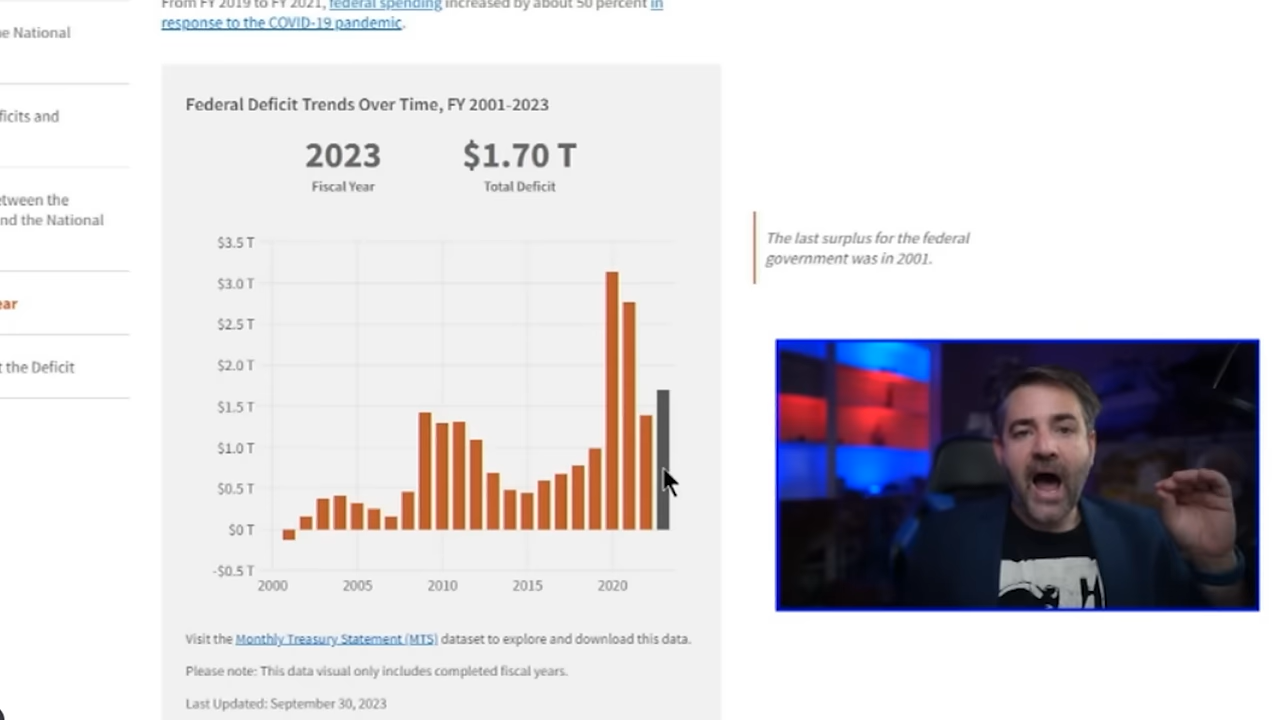 From FY 2019 to FY 2021, federal spending increased by about 50 percent in
response to the COVID-19 pandemic.
e National
ficits and
etween the
nd the National
ear
t the Deficit
Federal Deficit Trends Over Time, FY 2001-2023
2023 $1.70 T
Fiscal Year Total Deficit
$3.5 T
$3.0 T
$2.5 T
$2.0 T
$1.5 T
$1.0 T
$0.5 T
$0 T
-$0.5 T
2000 2005 2010 2015 2020
Visit the Monthly Treasury Statement (MTS) dataset to explore and download this data.
Please note: This data visual only includes completed fiscal years.
Last Updated: September 30, 2023
The last surplus for the federal
government was in 2001.